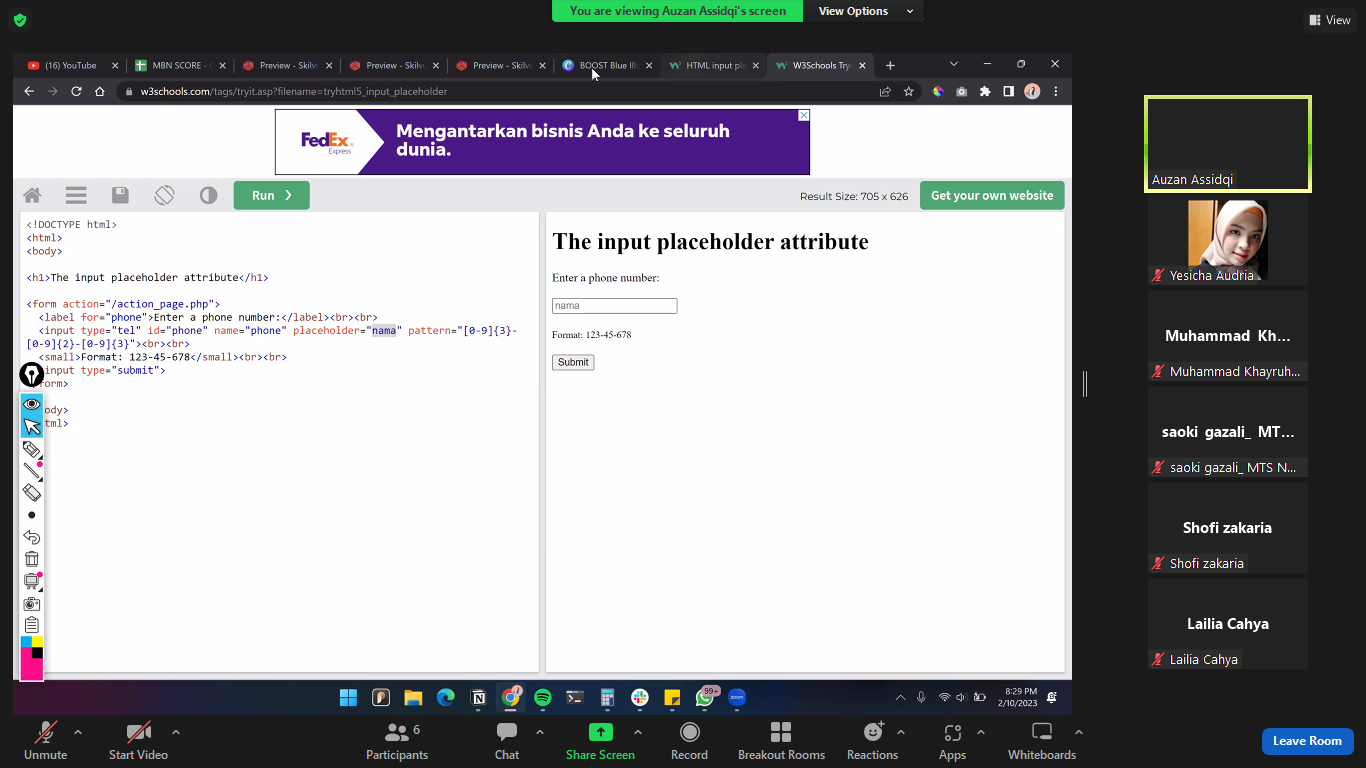 You are viewing Auzan Assidqi's screen
View Options
View
(16) YouTube
MBN SCORE -
Preview - Skilv
Preview - Skilv
Preview - Skilv
BOOST Blue Ill
HTML input pla
W3Schools Try
w3schools.com/tags/tryit.asp?filename=tryhtml5_input_placeholder
FedEx
Express
Mengantarkan bisnis Anda ke seluruh
dunia.
Run
Result Size: 705 x 626
Get your own website
<!DOCTYPE html>
<html>
<body>
<h1>The input placeholder attribute</h1>
<form action="/action_page.php">
<label for="phone">Enter a phone number:</label><br><br>
<input type="tel" id="phone" name="phone" placeholder="nama" pattern="[0-9]{3}-
[0-9]{2}-[0-9]{3}"><br><br>
<small>Format: 123-45-678</small><br><br>
input type="submit">
form>
ody>
tml>
The input placeholder attribute
Enter a phone number:
nama
Format: 123-45-678
Submit
8:29 PM
2/10/2023
99+
zoom
Auzan Assidqi
Yesicha Audria...
Muhammad Kh...
Muhammad Khayruh...
saoki gazali_ MT...
saoki gazali_ MTS N...
Shofi zakaria
Shofi zakaria
Lailia Cahya
Lailia Cahya
Unmute
Start Video
Participants
6
Chat
Share Screen
Record
Breakout Rooms
Reactions
Apps
Whiteboards
Leave Room